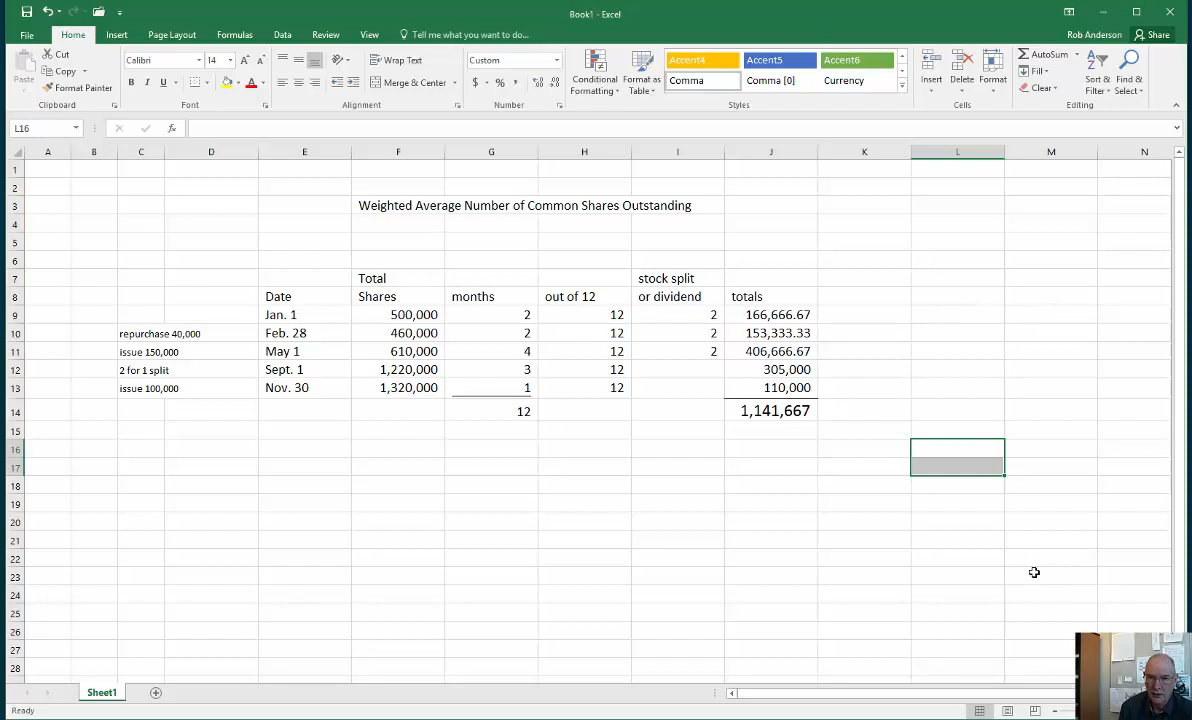 Book1 - Excel
File Home Insert Page Layout Formulas Data Review View Tell me what you want to do... Rob Anderson Share
Paste Cut Copy Format Painter
Calibri 14
B I U
Wrap Text
Merge & Center
Custom
$ % ,
Conditional Formatting
Format as Table
Accent4 Accent5 Accent6
Comma Comma [0] Currency
Insert Delete Format
AutoSum
Fill
Clear
Sort & Filter
Find & Select
Clipboard Font Alignment Number Styles Cells Editing
L16 fx
A B C D E F G H I J K L M N
1
2
3 Weighted Average Number of Common Shares Outstanding
4
5
6
7 Total stock split
8 Date Shares months out of 12 or dividend totals
9 Jan. 1 500,000 2 12 2 166,666.67
10 repurchase 40,000 Feb. 28 460,000 2 12 2 153,333.33
11 issue 150,000 May 1 610,000 4 12 2 406,666.67
12 2 for 1 split Sept. 1 1,220,000 3 12 305,000
13 issue 100,000 Nov. 30 1,320,000 1 12 110,000
14 12 1,141,667
15
16
17
18
19
20
21
22
23
24
25
26
27
28
Sheet1
Ready